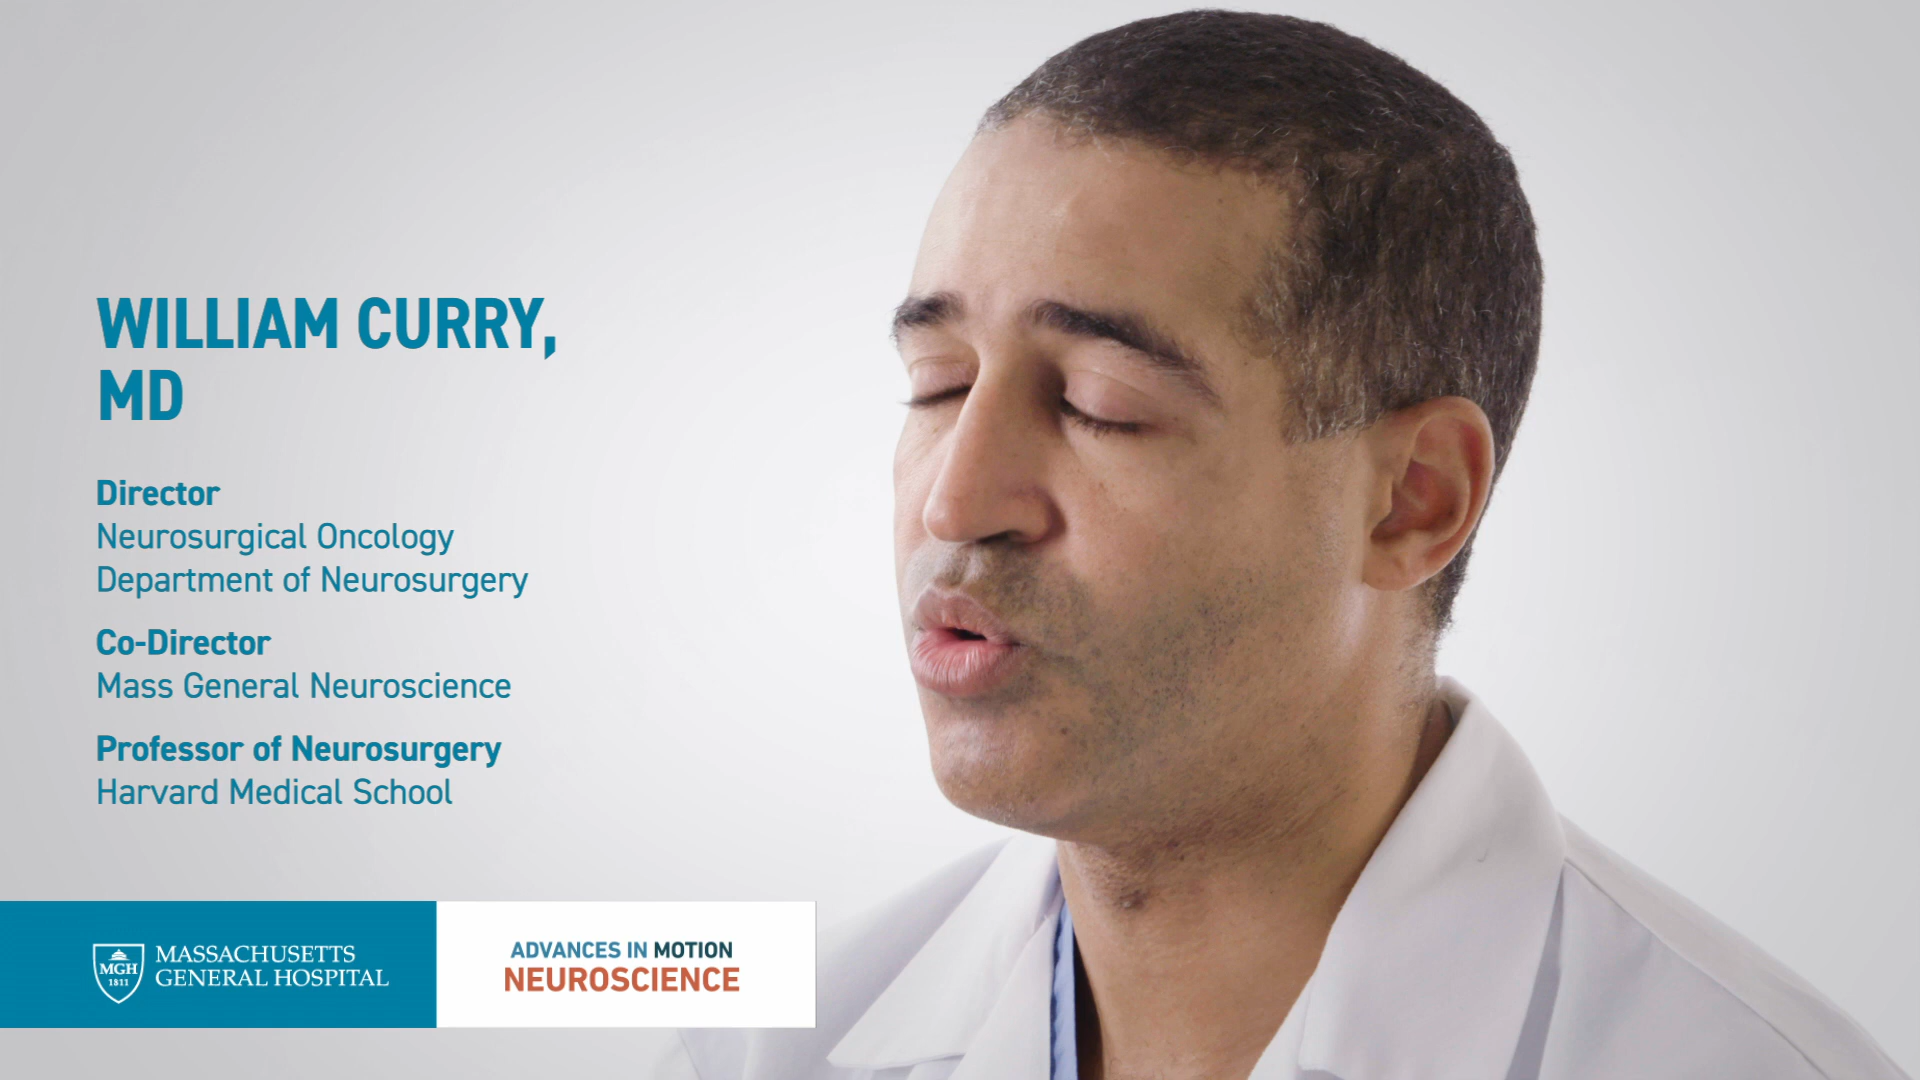 WILLIAM CURRY,
MD
Director
Neurosurgical Oncology
Department of Neurosurgery
Co-Director
Mass General Neuroscience
Professor of Neurosurgery
Harvard Medical School
MGH
1811
MASSACHUSETTS
GENERAL HOSPITAL
ADVANCES IN MOTION
NEUROSCIENCE